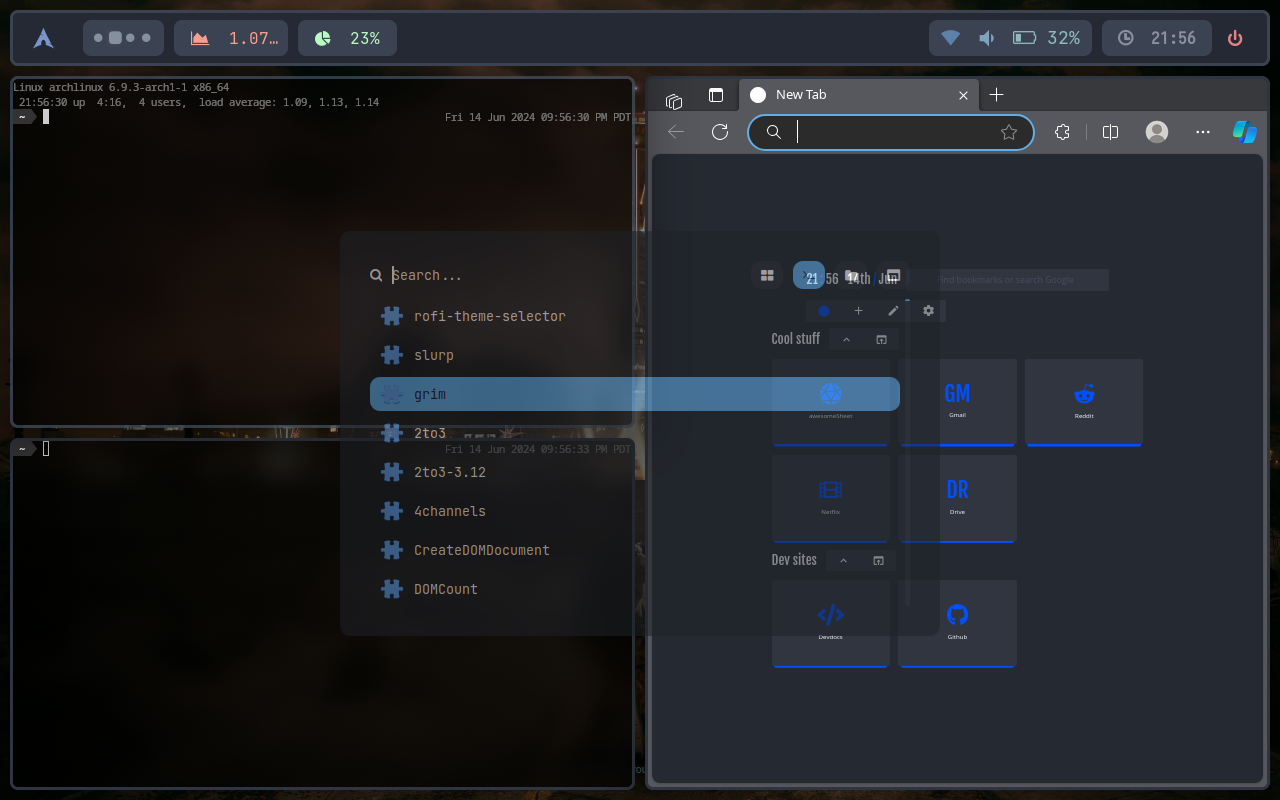 1.07…
23%
32%
21:56
Linux archlinux 6.9.3-arch1-1 x86_64
21:56:30 up  4:16,  4 users,  load average: 1.09, 1.13, 1.14
~
Fri 14 Jun 2024 09:56:30 PM PDT
~
Fri 14 Jun 2024 09:56:33 PM PDT
New Tab
Search...
rofi-theme-selector
slurp
grim
2to3
2to3-3.12
4channels
CreateDOMDocument
DOMCount
21 56 14th / Jun
Find bookmarks or search Google
Cool stuff
awesomeSheet
GM
Gmail
Reddit
Netflix
DR
Drive
Dev sites
Devdocs
Github